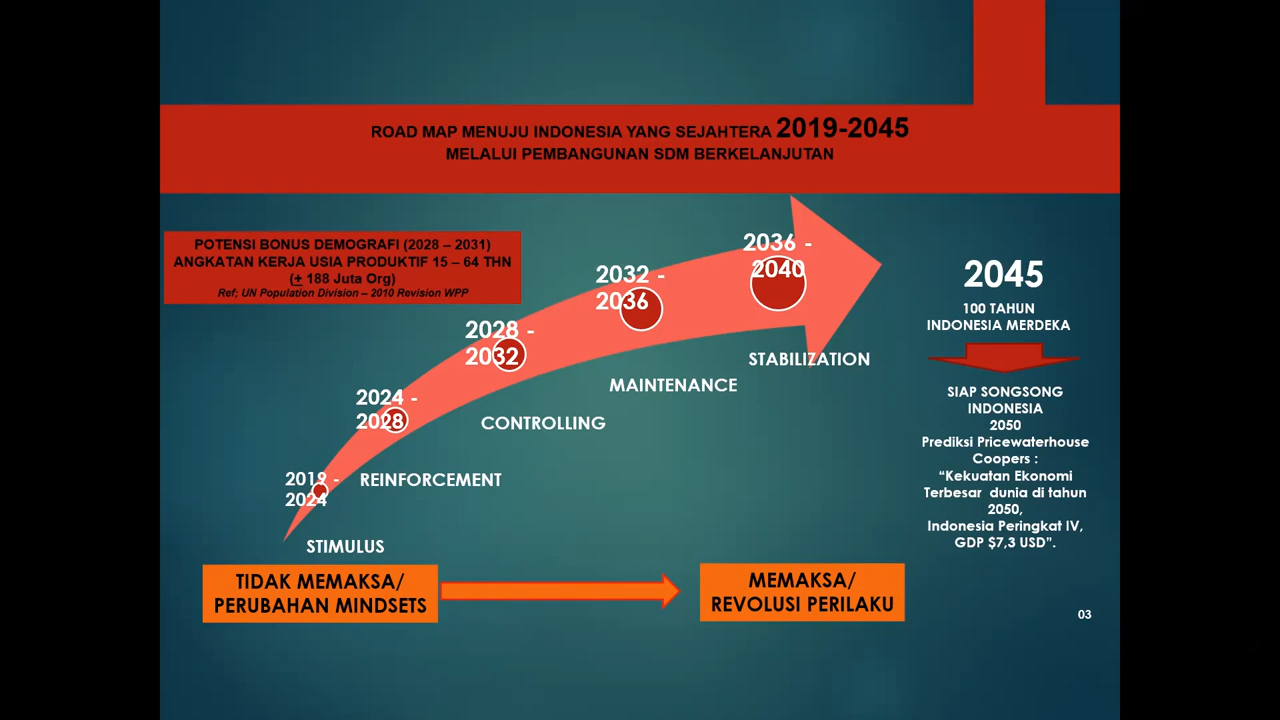 ROAD MAP MENUJU INDONESIA YANG SEJAHTERA 2019-2045
MELALUI PEMBANGUNAN SDM BERKELANJUTAN
POTENSI BONUS DEMOGRAFI (2028 – 2031)
ANGKATAN KERJA USIA PRODUKTIF 15 – 64 THN
(+ 188 Juta Org)
Ref; UN Population Division – 2010 Revision WPP
2019 -
2024
STIMULUS
2024 -
2028
REINFORCEMENT
2028 -
2032
CONTROLLING
2032 -
2036
MAINTENANCE
2036 -
2040
STABILIZATION
2045
100 TAHUN
INDONESIA MERDEKA
SIAP SONGSONG
INDONESIA
2050
Prediksi Pricewaterhouse
Coopers :
“Kekuatan Ekonomi
Terbesar dunia di tahun
2050,
Indonesia Peringkat IV,
GDP $7,3 USD”.
TIDAK MEMAKSA/
PERUBAHAN MINDSETS
MEMAKSA/
REVOLUSI PERILAKU
03